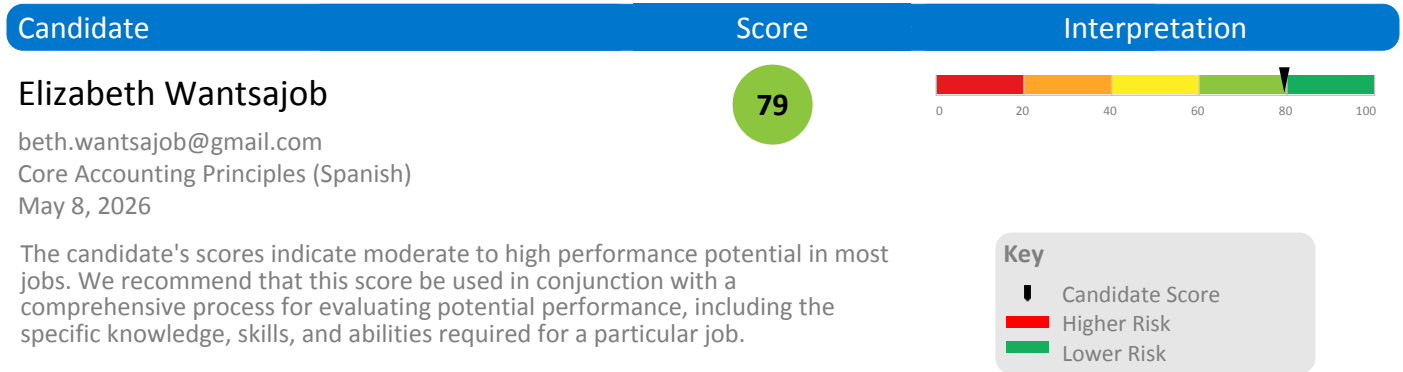 Candidate Score Interpretation
Elizabeth Wantsajob
79
0 20 40 60 80 100
beth.wantsajob@gmail.com
Core Accounting Principles (Spanish)
May 8, 2026
The candidate's scores indicate moderate to high performance potential in most
jobs. We recommend that this score be used in conjunction with a
comprehensive process for evaluating potential performance, including the
specific knowledge, skills, and abilities required for a particular job.
Key
Candidate Score
Higher Risk
Lower Risk